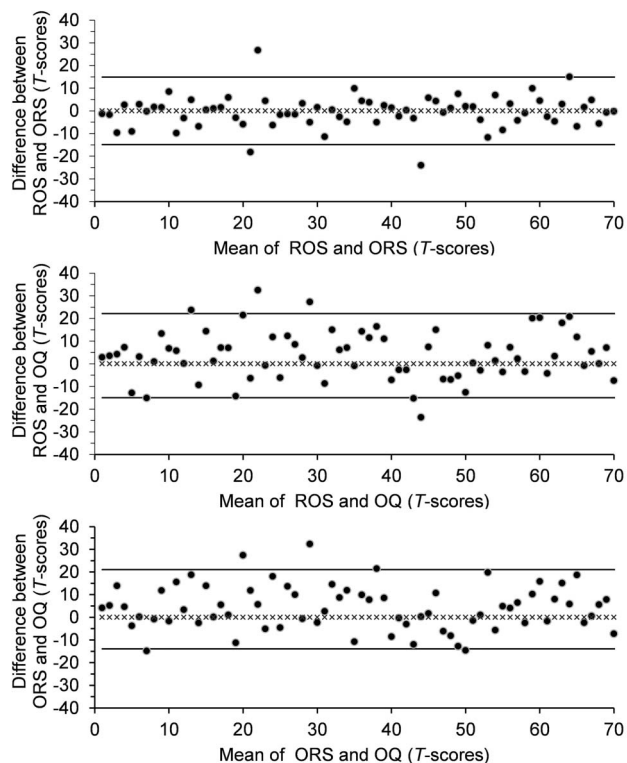 Difference between
ROS and ORS (T-scores)
40
30
20
10
0
-10
-20
-30
-40
0 10 20 30 40 50 60 70
Mean of ROS and ORS (T-scores)
Difference between
ROS and OQ (T-scores)
40
30
20
10
0
-10
-20
-30
-40
0 10 20 30 40 50 60 70
Mean of ROS and OQ (T-scores)
Difference between
ORS and OQ (T-scores)
40
30
20
10
0
-10
-20
-30
-40
0 10 20 30 40 50 60 70
Mean of ORS and OQ (T-scores)